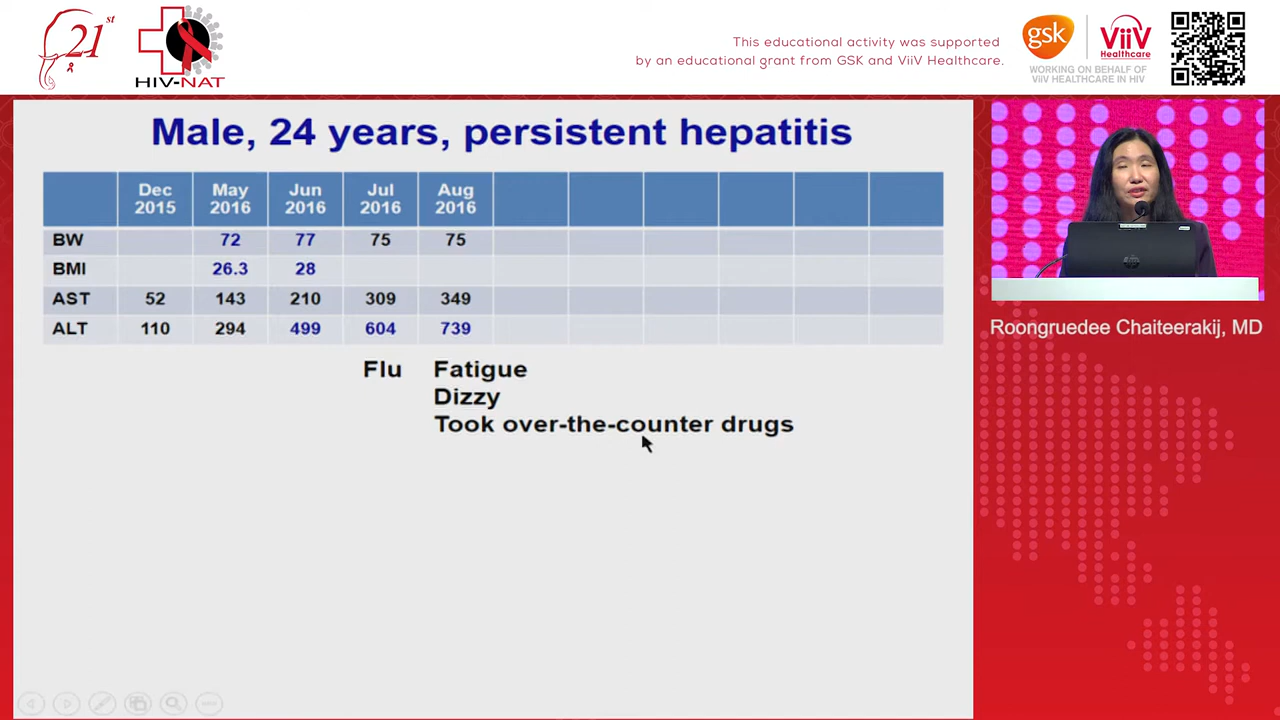 21st
HIV-NAT
This educational activity was supported
by an educational grant from GSK and ViiV Healthcare.
gsk
ViiV
Healthcare
WORKING ON BEHALF OF
ViiV HEALTHCARE IN HIV
Male, 24 years, persistent hepatitis
Dec 2015 May 2016 Jun 2016 Jul 2016 Aug 2016
BW 72 77 75 75
BMI 26.3 28
AST 52 143 210 309 349
ALT 110 294 499 604 739
Flu Fatigue
Dizzy
Took over-the-counter drugs
Roongruedee Chaiteerakij, MD